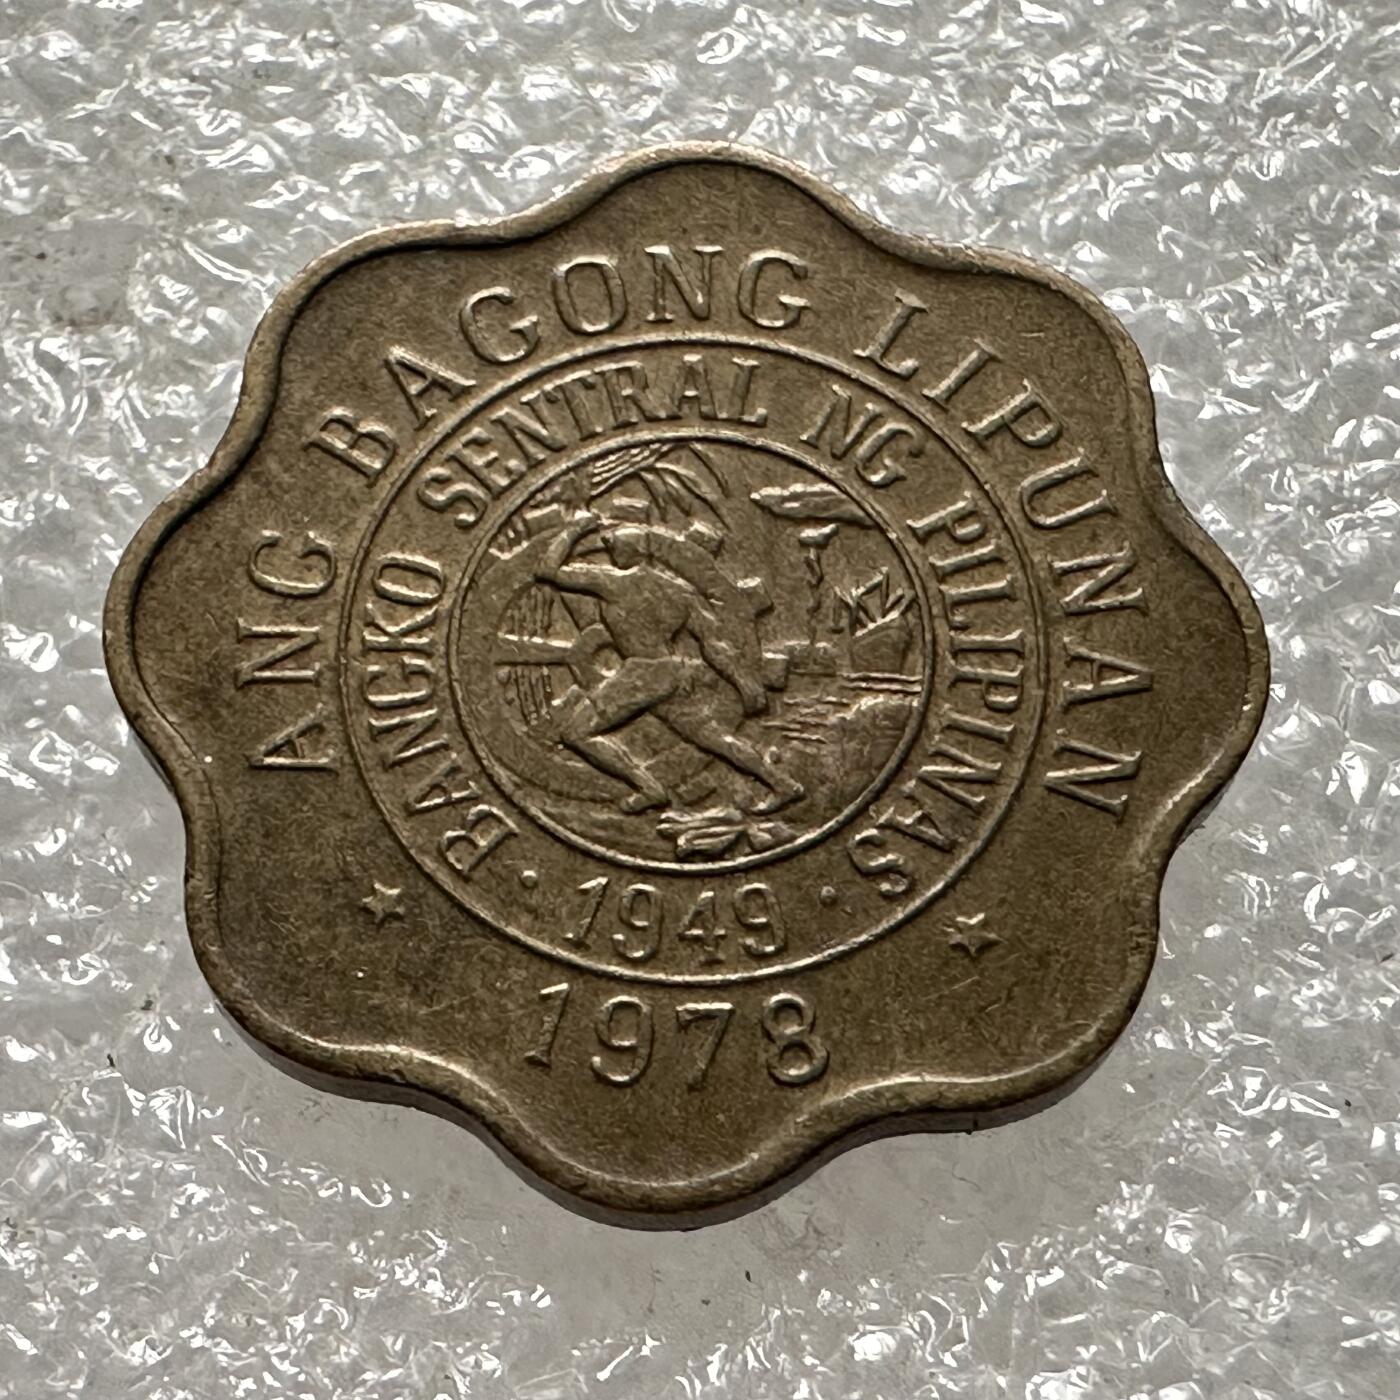 ANG BAGONG LIPUNAN
BANGKO SENTRAL NG PILIPINAS
· 1949 ·
1978